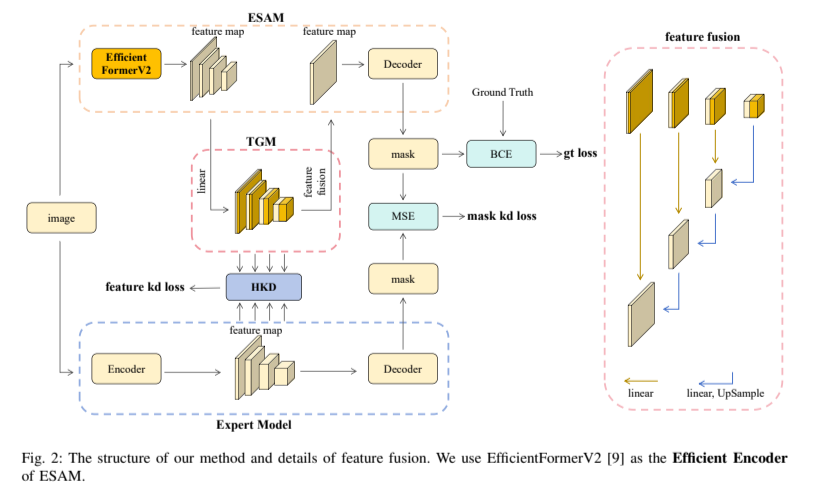 ESAM
feature map
feature map
Efficient
FormerV2
Decoder
feature fusion
Ground Truth
TGM
mask
BCE
gt loss
linear
feature
fusion
image
MSE
mask kd loss
mask
feature kd loss
HKD
feature map
Encoder
Decoder
linear
linear, UpSample
Expert Model
Fig. 2: The structure of our method and details of feature fusion. We use EfficientFormerV2 [9] as the Efficient Encoder
of ESAM.